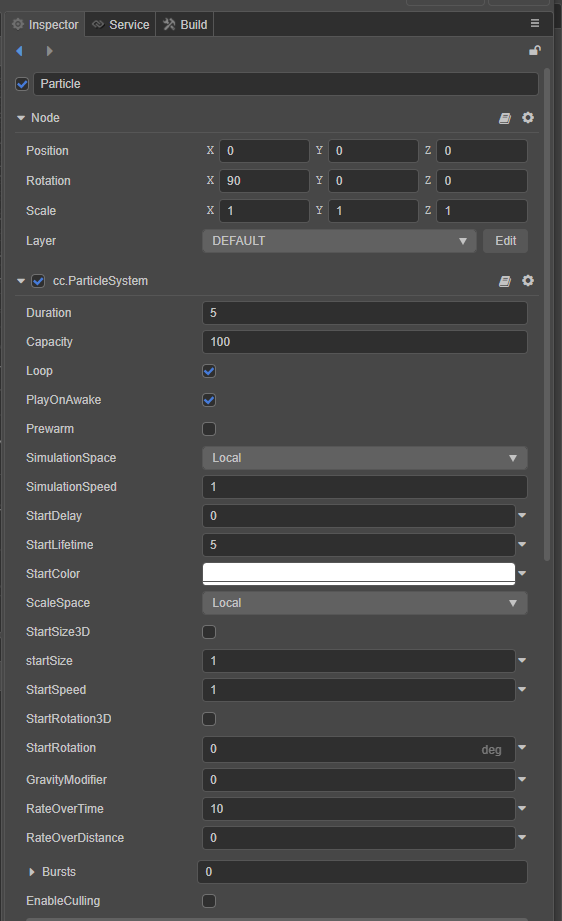 Inspector Service Build
Particle
Node
Position X 0 Y 0 Z 0
Rotation X 90 Y 0 Z 0
Scale X 1 Y 1 Z 1
Layer DEFAULT Edit
cc.ParticleSystem
Duration 5
Capacity 100
Loop
PlayOnAwake
Prewarm
SimulationSpace Local
SimulationSpeed 1
StartDelay 0
StartLifetime 5
StartColor
ScaleSpace Local
StartSize3D
startSize 1
StartSpeed 1
StartRotation3D
StartRotation 0 deg
GravityModifier 0
RateOverTime 10
RateOverDistance 0
Bursts 0
EnableCulling